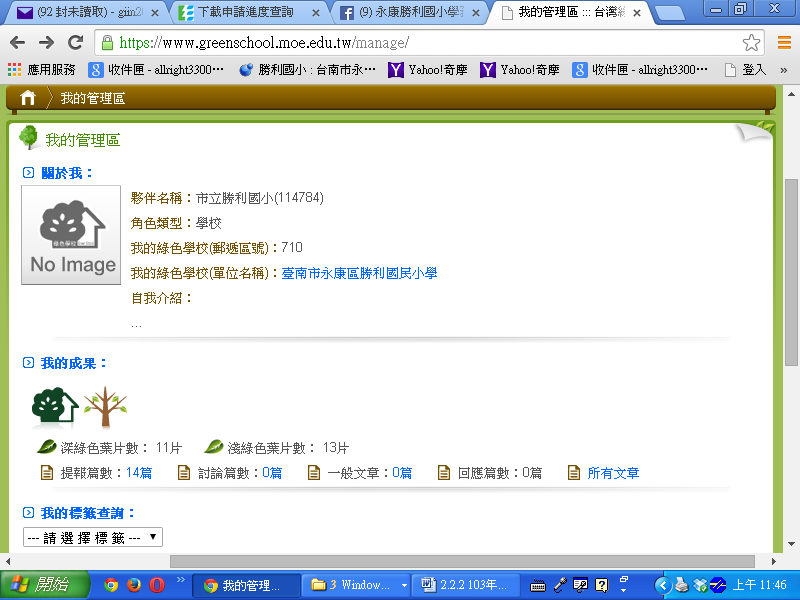 (92 封未讀取) - giin2
下載申請進度查詢
(9) 永康勝利國小學
我的管理區 ::: 台灣綠
https://www.greenschool.moe.edu.tw/manage/
應用服務 收件匣 - allright3300… 勝利國小 : 台南市永… Yahoo!奇摩 Yahoo!奇摩 收件匣 - allright3300… 登入 »
我的管理區
我的管理區
關於我：
No Image
夥伴名稱：市立勝利國小(114784)
角色類型：學校
我的綠色學校(郵遞區號)：710
我的綠色學校(單位名稱)：臺南市永康區勝利國民小學
自我介紹：
...
我的成果：
深綠色葉片數： 11片 淺綠色葉片數： 13片
提報篇數：14篇 討論篇數：0篇 一般文章：0篇 回應篇數：0篇 所有文章
我的標籤查詢：
--- 請 選 擇 標 籤 ---
開始 » 我的管理... 3 Window... 2.2.2 103年... 上午 11:46